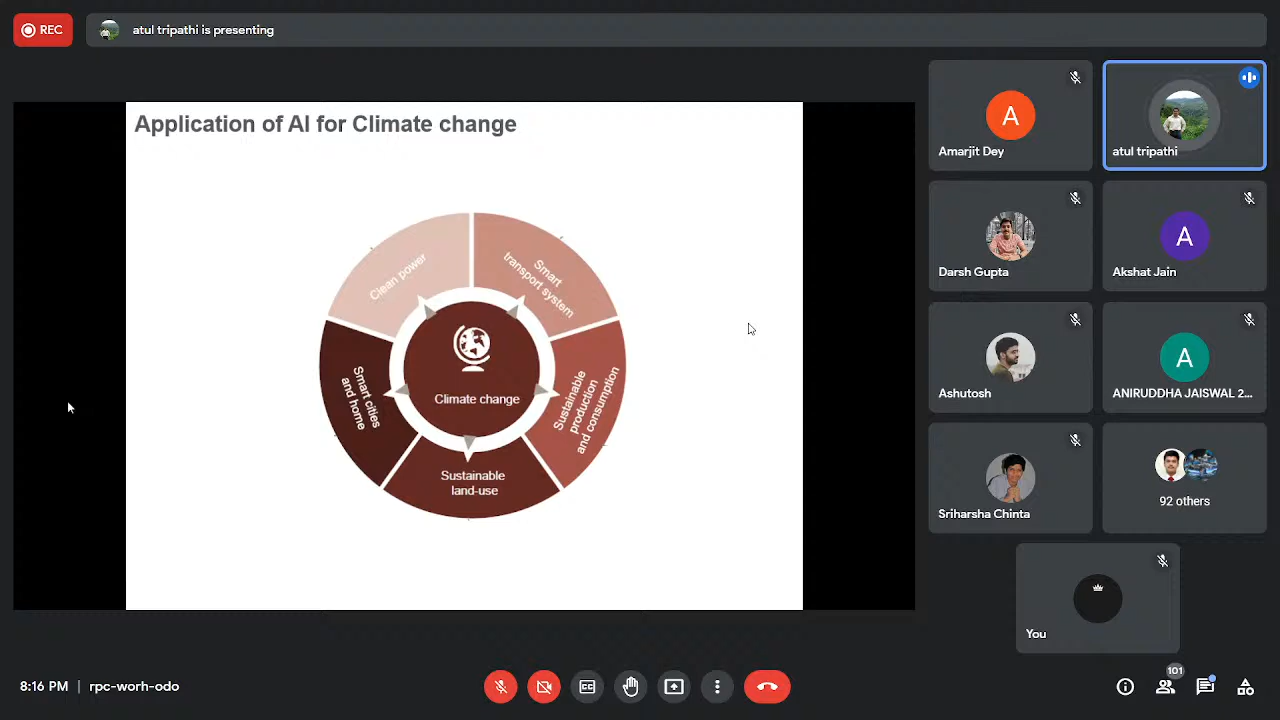 REC
atul tripathi is presenting
Application of AI for Climate change
Clean power
Smart
transport system
Smart cities
and home
Climate change
Sustainable
production
and consumption
Sustainable
land-use
A
Amarjit Dey
atul tripathi
Darsh Gupta
A
Akshat Jain
Ashutosh
A
ANIRUDDHA JAISWAL 2...
Sriharsha Chinta
92 others
You
8:16 PM | rpc-worh-odo
CC
101